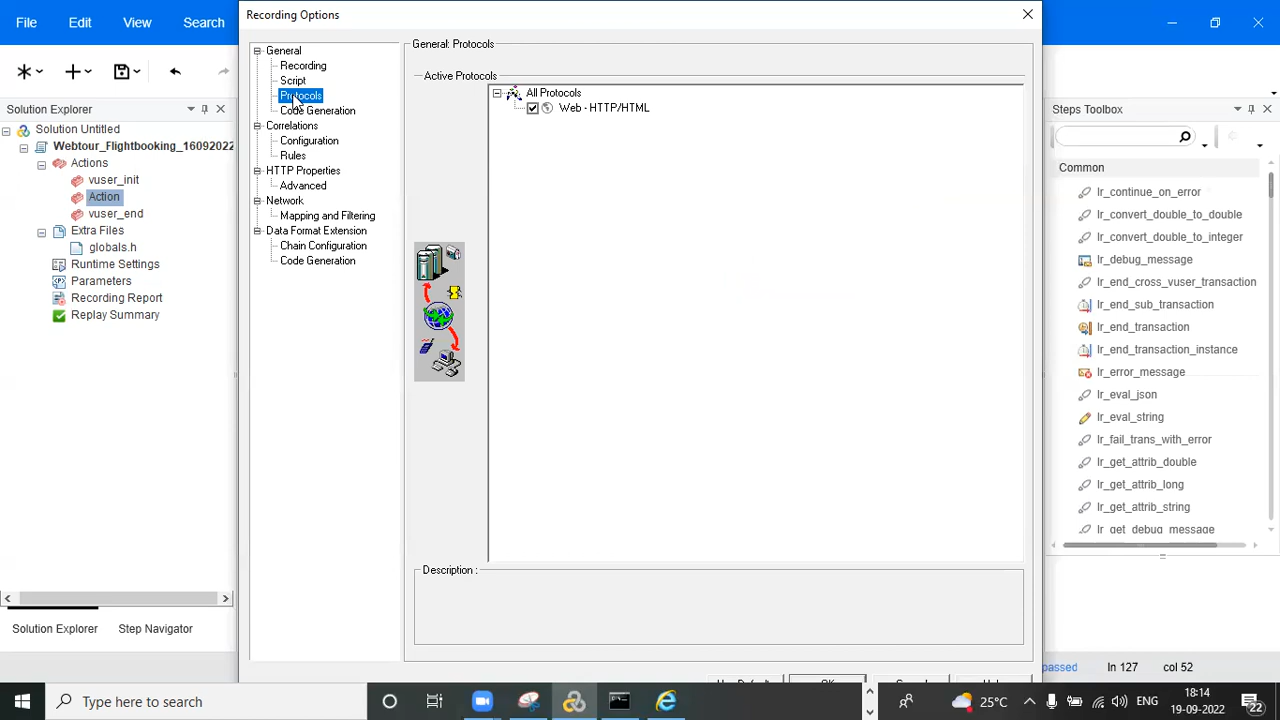 Recording Options
File Edit View Search
General
Recording
Script
Protocols
Code Generation
Correlations
Configuration
Rules
HTTP Properties
Advanced
Network
Mapping and Filtering
Data Format Extension
Chain Configuration
Code Generation
General: Protocols
Active Protocols
All Protocols
Web - HTTP/HTML
Description :
Solution Explorer
Solution Untitled
Webtour_Flightbooking_16092022
Actions
vuser_init
Action
vuser_end
Extra Files
globals.h
Runtime Settings
Parameters
Recording Report
Replay Summary
Solution Explorer Step Navigator
Steps Toolbox
Common
lr_continue_on_error
lr_convert_double_to_double
lr_convert_double_to_integer
lr_debug_message
lr_end_cross_vuser_transaction
lr_end_sub_transaction
lr_end_transaction
lr_end_transaction_instance
lr_error_message
lr_eval_json
lr_eval_string
lr_fail_trans_with_error
lr_get_attrib_double
lr_get_attrib_long
lr_get_attrib_string
lr_get_debug_message
passed ln 127 col 52
Type here to search
25°C
ENG
18:14
19-09-2022
22